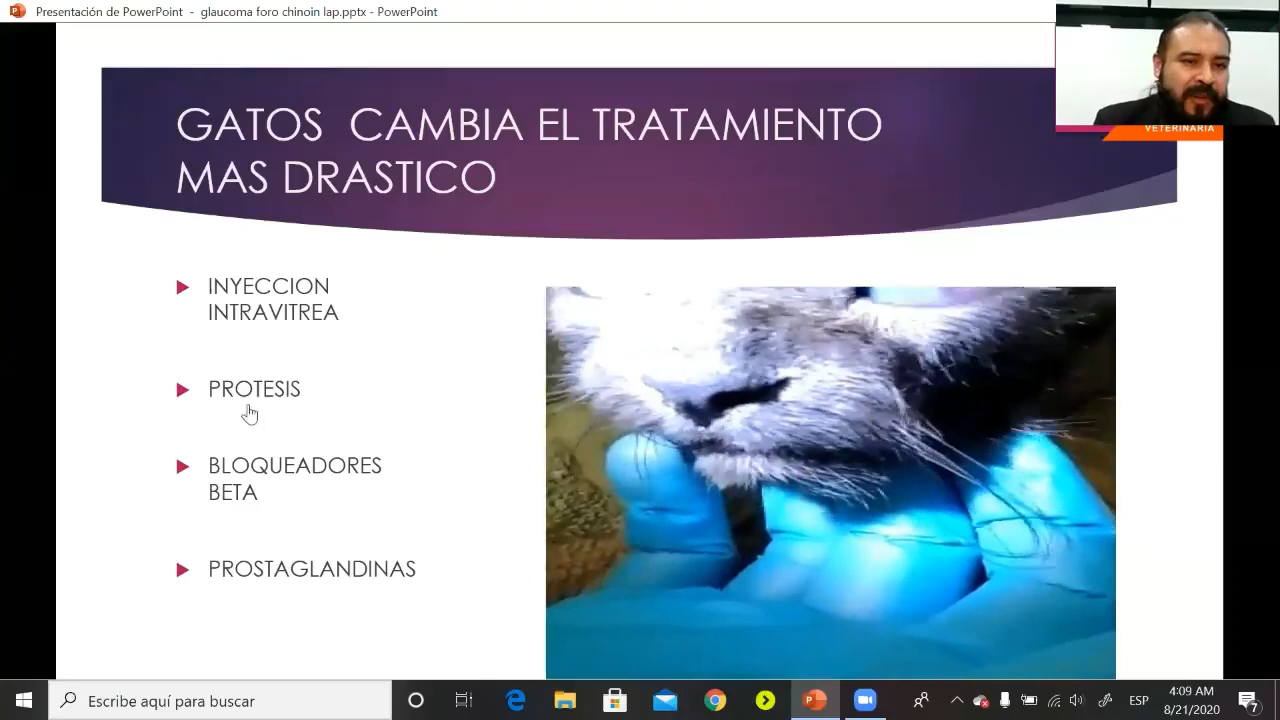 Presentación de PowerPoint - glaucoma foro chinoin lap.pptx - PowerPoint
VETERINARIA
GATOS CAMBIA EL TRATAMIENTO
MAS DRASTICO
INYECCION
INTRAVITREA
PROTESIS
BLOQUEADORES
BETA
PROSTAGLANDINAS
Escribe aquí para buscar
ESP
4:09 AM
8/21/2020
7